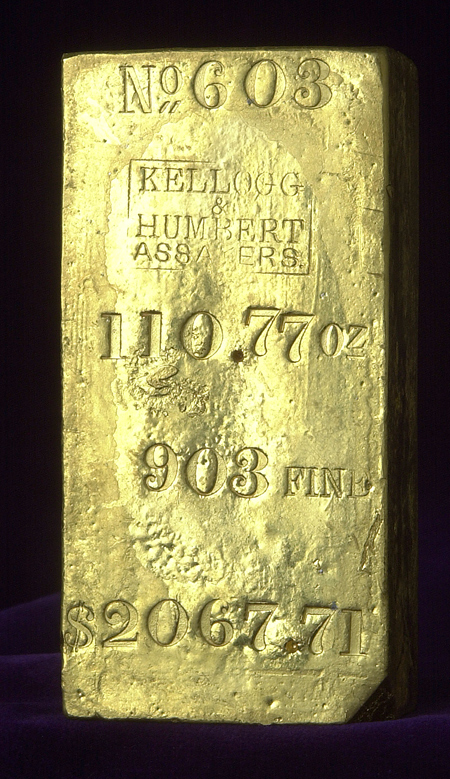 No 603
KELLOGG
&
HUMBERT
ASSAYERS.
110.77 OZ
903 FINE
$2067.71